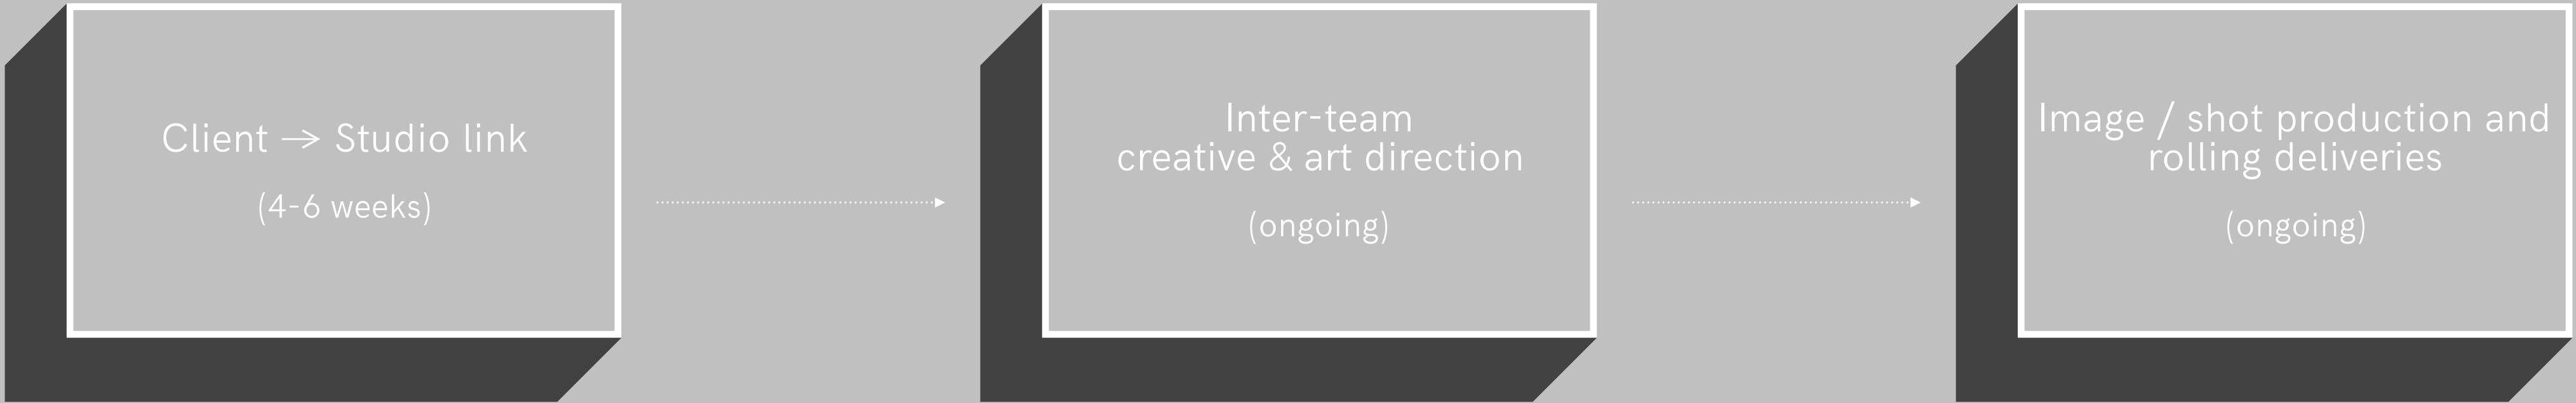 Client → Studio link
(4-6 weeks)
Inter-team
creative & art direction
(ongoing)
Image / shot production and
rolling deliveries
(ongoing)